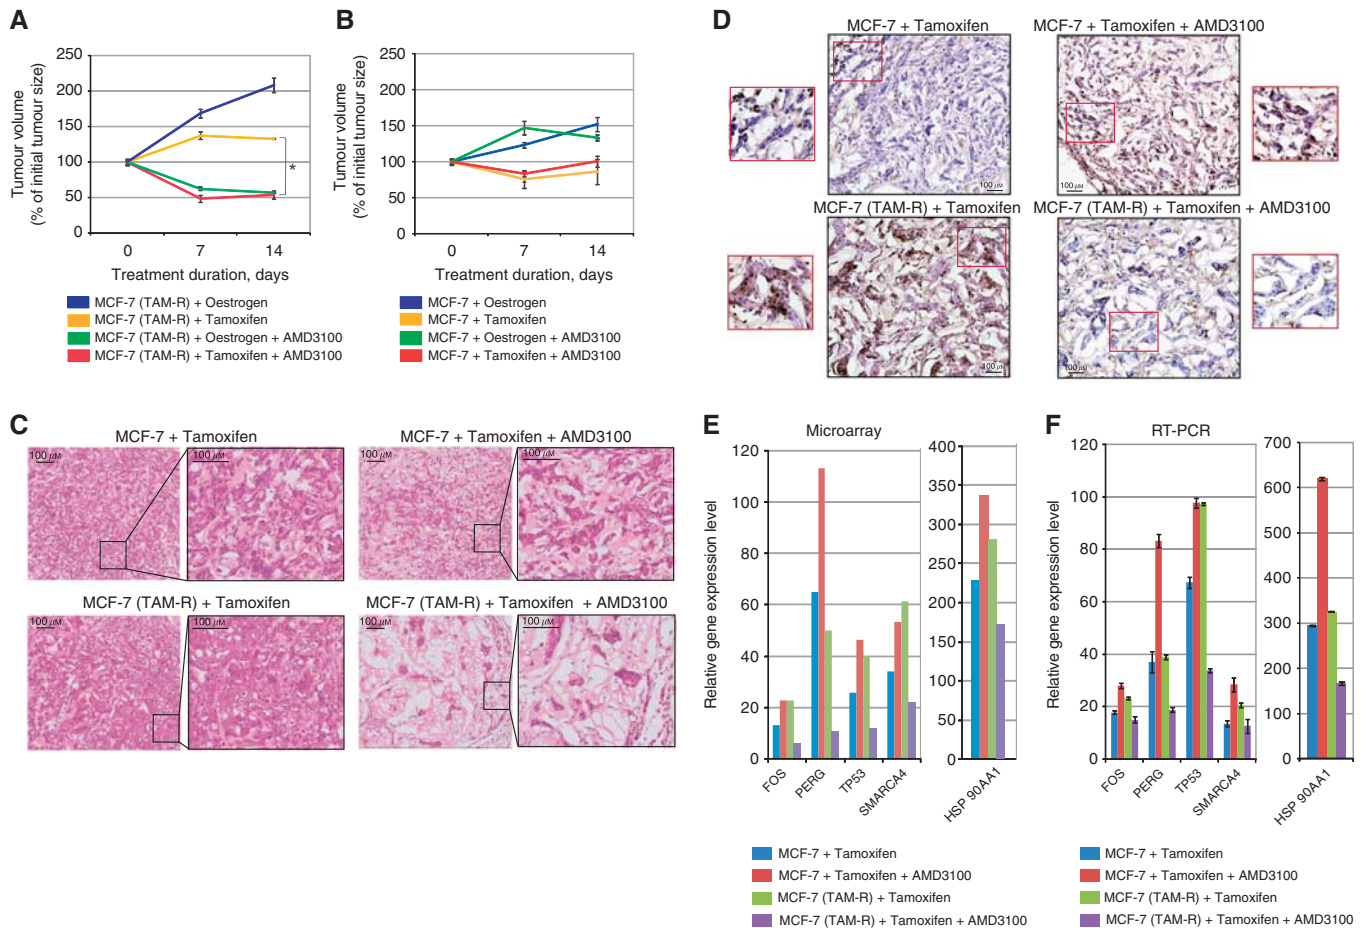 A
Tumour volume
(% of initial tumour size)
250
200
150
100
50
0
*
0 7 14
Treatment duration, days
MCF-7 (TAM-R) + Oestrogen
MCF-7 (TAM-R) + Tamoxifen
MCF-7 (TAM-R) + Oestrogen + AMD3100
MCF-7 (TAM-R) + Tamoxifen + AMD3100
B
Tumour volume
(% of initial tumour size)
250
200
150
100
50
0
0 7 14
Treatment duration, days
MCF-7 + Oestrogen
MCF-7 + Tamoxifen
MCF-7 + Oestrogen + AMD3100
MCF-7 + Tamoxifen + AMD3100
C
MCF-7 + Tamoxifen
100 μM
100 μM
MCF-7 + Tamoxifen + AMD3100
100 μM
100 μM
MCF-7 (TAM-R) + Tamoxifen
100 μM
100 μM
MCF-7 (TAM-R) + Tamoxifen + AMD3100
100 μM
100 μM
D
MCF-7 + Tamoxifen
100 μM
MCF-7 + Tamoxifen + AMD3100
100 μM
MCF-7 (TAM-R) + Tamoxifen
100 μM
MCF-7 (TAM-R) + Tamoxifen + AMD3100
100 μM
E
Microarray
Relative gene expression level
120
100
80
60
40
20
0
FOS
PERG
TP53
SMARCA4
400
350
300
250
200
150
100
50
0
HSP 90AA1
MCF-7 + Tamoxifen
MCF-7 + Tamoxifen + AMD3100
MCF-7 (TAM-R) + Tamoxifen
MCF-7 (TAM-R) + Tamoxifen + AMD3100
F
RT-PCR
Relative gene expression level
120
100
80
60
40
20
0
FOS
PERG
TP53
SMARCA4
700
600
500
400
300
200
100
0
HSP 90AA1
MCF-7 + Tamoxifen
MCF-7 + Tamoxifen + AMD3100
MCF-7 (TAM-R) + Tamoxifen
MCF-7 (TAM-R) + Tamoxifen + AMD3100